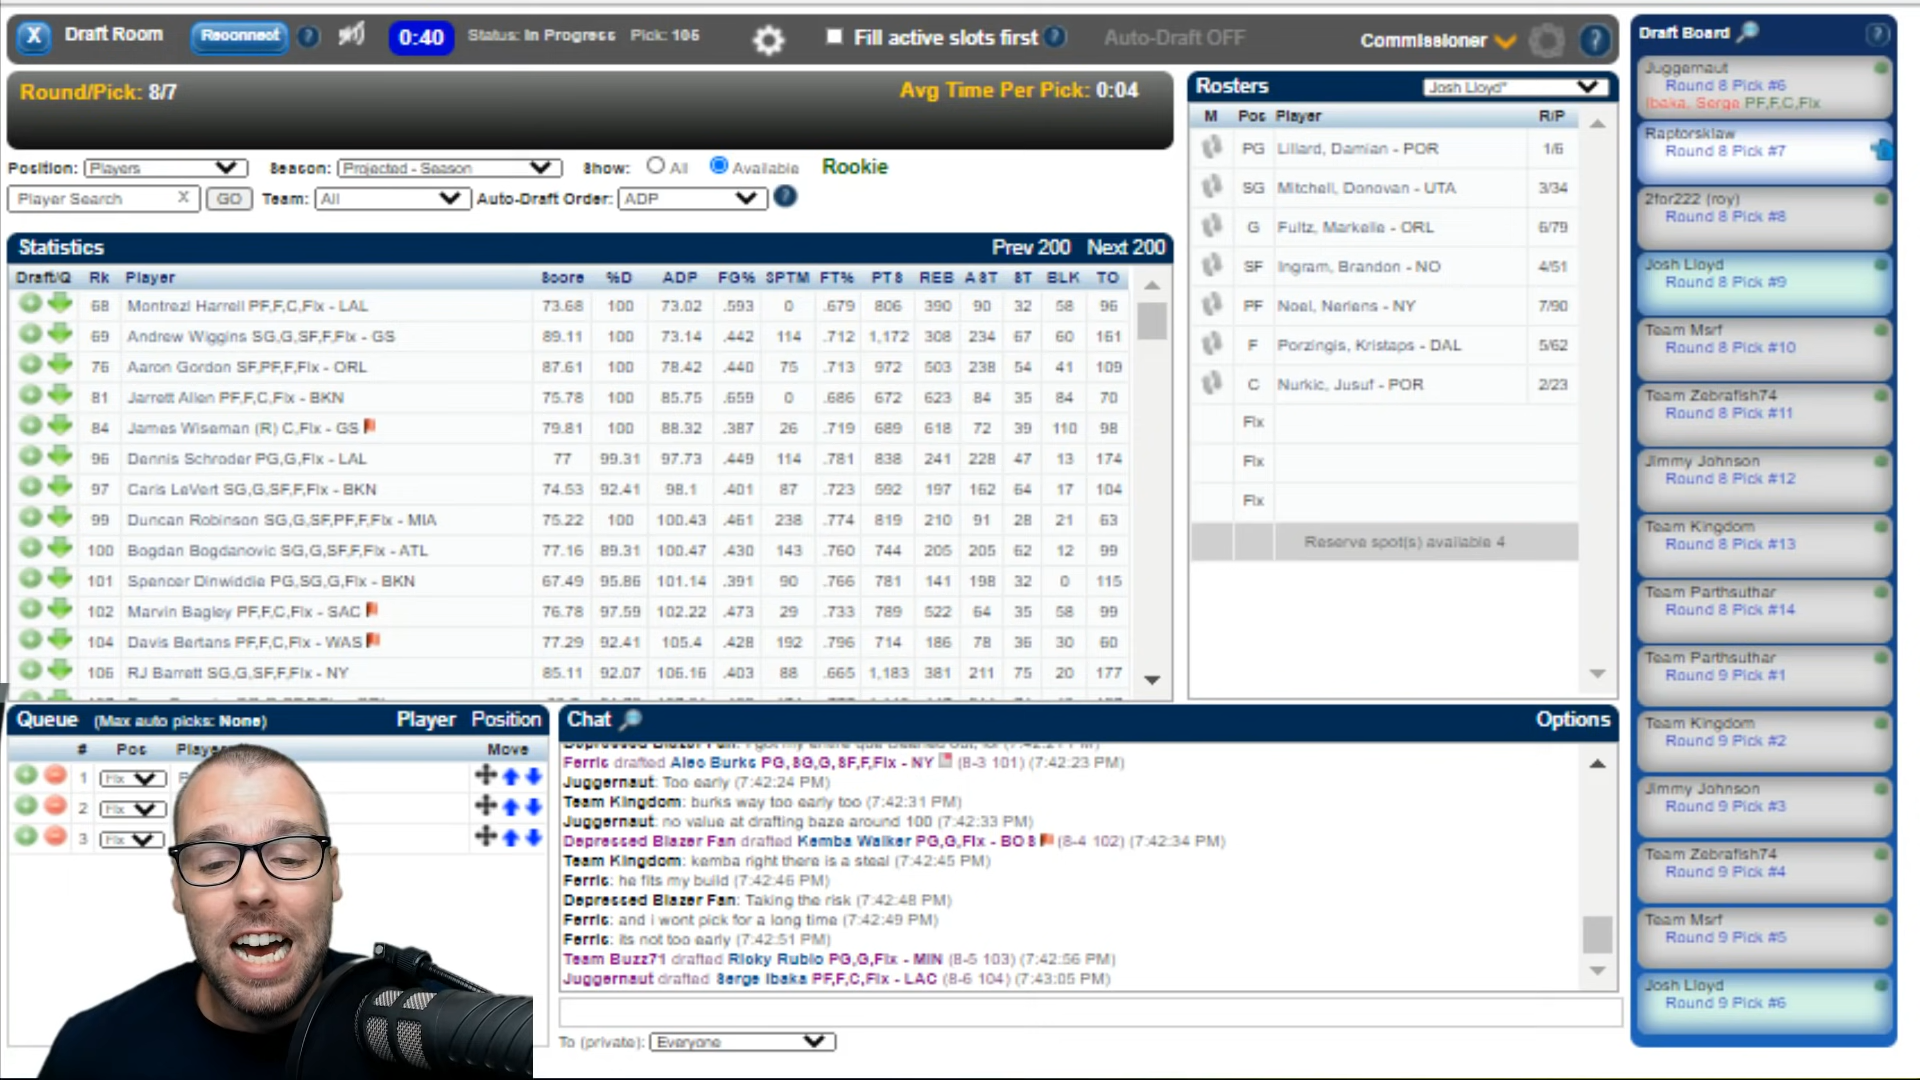 X Draft Room Reconnect ? 0:40 Status: In Progress Pick: 105 Fill active slots first ? Auto-Draft OFF Commissioner ?
Round/Pick: 8/7 Avg Time Per Pick: 0:04
Position: Players Season: Projected - Season Show: All Available Rookie
Player Search X GO Team: All Auto-Draft Order: ADP ?
Statistics Prev 200 Next 200
Draft/Q Rk Player Score %D ADP FG% 3PTM FT% PTS REB AST ST BLK TO
68 Montrezl Harrell PF,F,C,Flx - LAL 73.68 100 73.02 .593 0 .679 806 390 90 32 58 96
69 Andrew Wiggins SG,G,SF,F,Flx - GS 89.11 100 73.14 .442 114 .712 1,172 308 234 67 60 161
76 Aaron Gordon SF,PF,F,Flx - ORL 87.61 100 78.42 .440 75 .713 972 503 238 54 41 109
81 Jarrett Allen PF,F,C,Flx - BKN 75.78 100 85.75 .659 0 .686 672 623 84 35 84 70
84 James Wiseman (R) C,Flx - GS 79.81 100 88.32 .387 26 .719 689 618 72 39 110 98
96 Dennis Schroder PG,G,Flx - LAL 77 99.31 97.73 .449 114 .781 838 241 228 47 13 174
97 Caris LeVert SG,G,SF,F,Flx - BKN 74.53 92.41 98.1 .401 87 .723 592 197 162 64 17 104
99 Duncan Robinson SG,G,SF,PF,F,Flx - MIA 75.22 100 100.43 .461 238 .774 819 210 91 28 21 63
100 Bogdan Bogdanovic SG,G,SF,F,Flx - ATL 77.16 89.31 100.47 .430 143 .760 744 205 205 62 12 99
101 Spencer Dinwiddie PG,SG,G,Flx - BKN 67.49 95.86 101.14 .391 90 .766 781 141 198 32 0 115
102 Marvin Bagley PF,F,C,Flx - SAC 76.78 97.59 102.22 .473 29 .733 789 522 64 35 58 99
104 Davis Bertans PF,F,C,Flx - WAS 77.29 92.41 105.4 .428 192 .796 714 186 78 36 30 60
106 RJ Barrett SG,G,SF,F,Flx - NY 85.11 92.07 106.16 .403 88 .665 1,183 381 211 75 20 177
Rosters Josh Lloyd*
M Pos Player R/P
PG Lillard, Damian - POR 1/6
SG Mitchell, Donovan - UTA 3/34
G Fultz, Markelle - ORL 6/79
SF Ingram, Brandon - NO 4/51
PF Noel, Nerlens - NY 7/90
F Porzingis, Kristaps - DAL 5/62
C Nurkic, Jusuf - POR 2/23
Flx
Flx
Flx
Reserve spot(s) available 4
Draft Board ?
Juggernaut
Round 8 Pick #6
Ibaka, Serge PF,F,C,Flx
Raptorsklaw
Round 8 Pick #7
2for222 (roy)
Round 8 Pick #8
Josh Lloyd
Round 8 Pick #9
Team Msrf
Round 8 Pick #10
Team Zebrafish74
Round 8 Pick #11
Jimmy Johnson
Round 8 Pick #12
Team Kingdom
Round 8 Pick #13
Team Parthsuthar
Round 8 Pick #14
Team Parthsuthar
Round 9 Pick #1
Team Kingdom
Round 9 Pick #2
Jimmy Johnson
Round 9 Pick #3
Team Zebrafish74
Round 9 Pick #4
Team Msrf
Round 9 Pick #5
Josh Lloyd
Round 9 Pick #6
Queue (Max auto picks: None) Player Position
# Pos Move
1 Flx
2 Flx
3 Flx
Chat Options
Ferris drafted Alec Burks PG,SG,G,SF,F,Flx - NY (8-3 101) (7:42:23 PM)
Juggernaut: Too early (7:42:24 PM)
Team Kingdom: burks way too early too (7:42:31 PM)
Juggernaut: no value at drafting baze around 100 (7:42:33 PM)
Depressed Blazer Fan drafted Kemba Walker PG,G,Flx - BOS (8-4 102) (7:42:34 PM)
Team Kingdom: kemba right there is a steal (7:42:45 PM)
Ferris: he fits my build (7:42:46 PM)
Depressed Blazer Fan: Taking the risk (7:42:48 PM)
Ferris: and i wont pick for a long time (7:42:49 PM)
Ferris: its not too early (7:42:51 PM)
Team Buzz71 drafted Ricky Rubio PG,G,Flx - MIN (8-5 103) (7:42:56 PM)
Juggernaut drafted Serge Ibaka PF,F,C,Flx - LAC (8-6 104) (7:43:05 PM)
To (private): Everyone